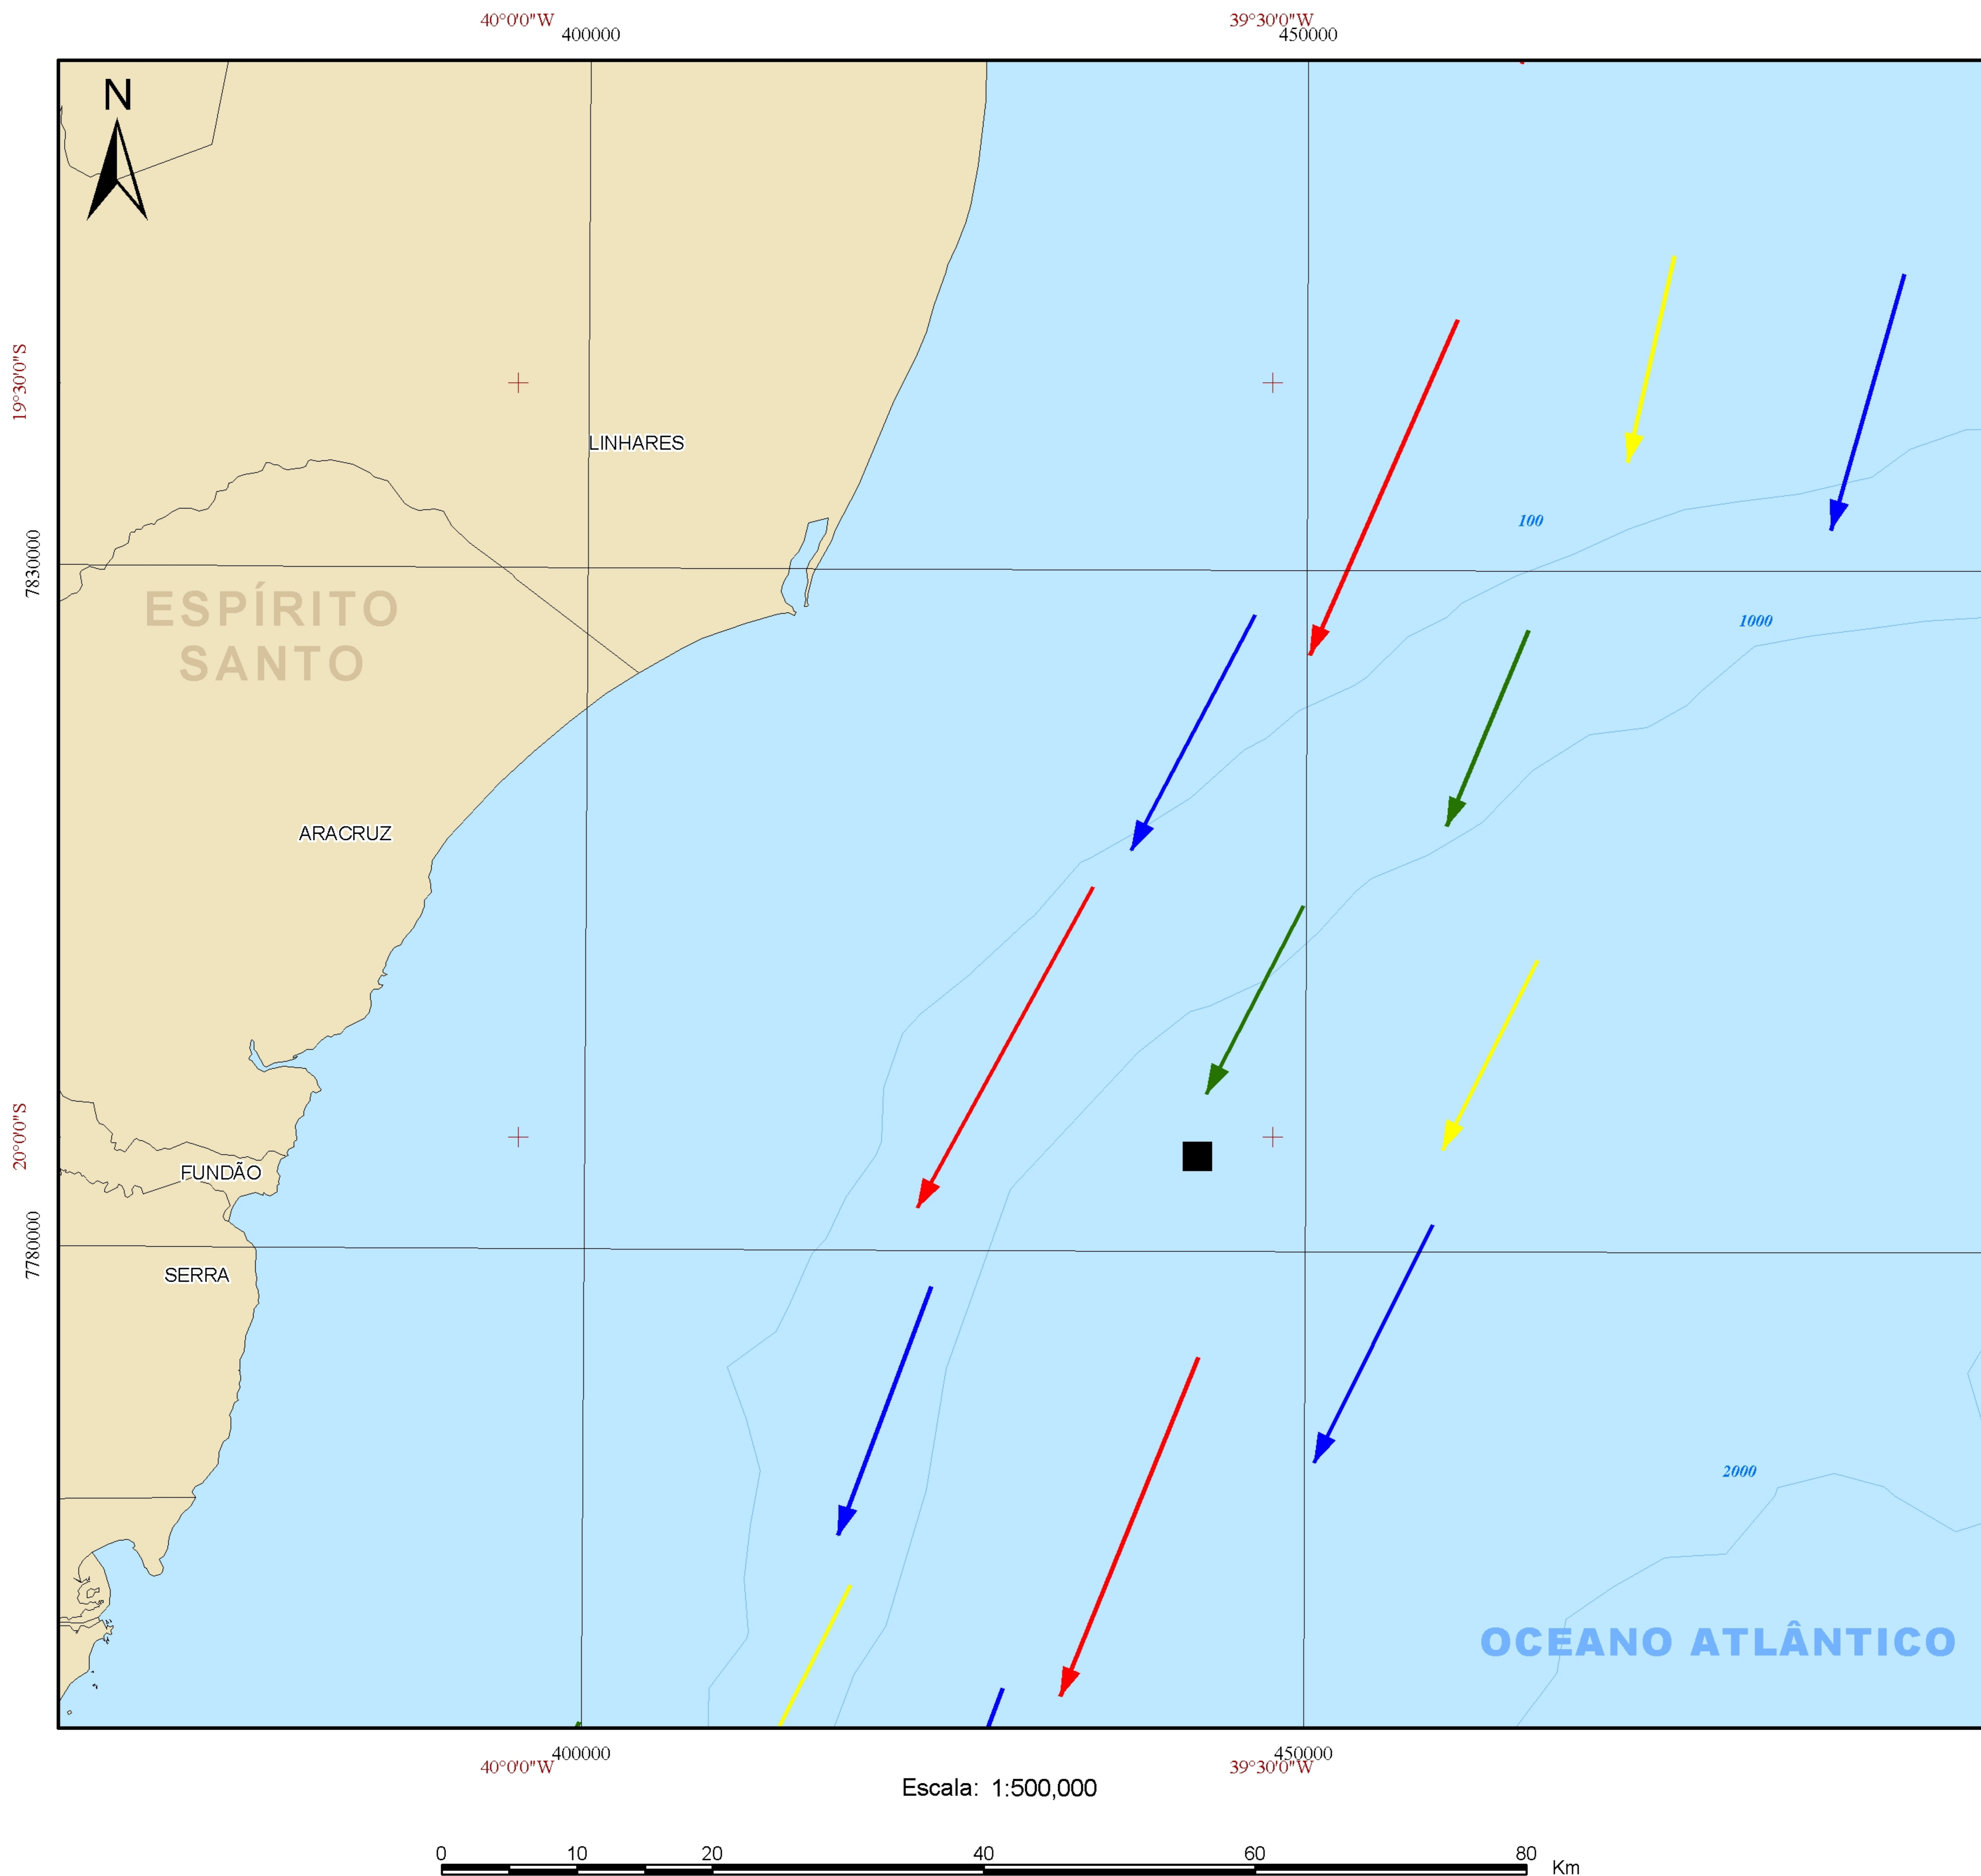 40°0'0"W
39°30'0"W
400000
450000
N
19°30'0"S
LINHARES
100
7830000
ESPÍRITO
SANTO
1000
ARACRUZ
20°0'0"S
FUNDÃO
7780000
SERRA
2000
OCEANO ATLÂNTICO
400000
450000
40°0'0"W
39°30'0"W
Escala: 1:500,000
0 10 20 40 60 80 Km